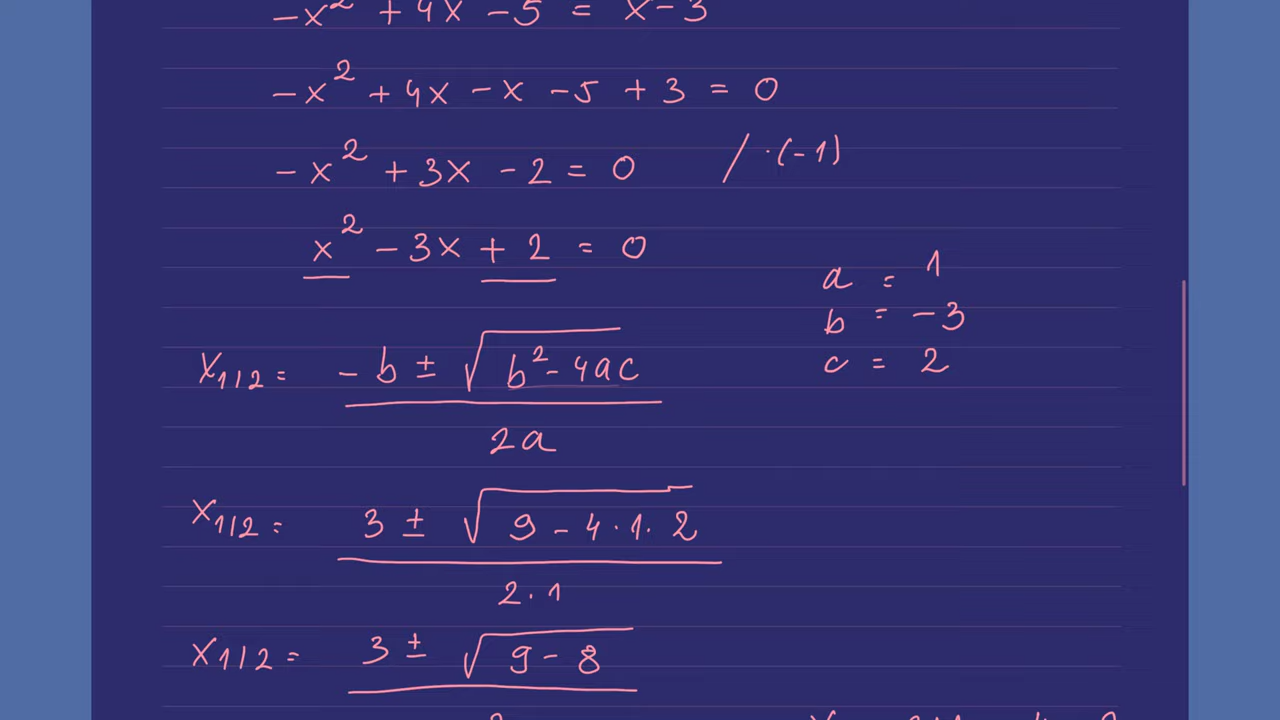 -x² + 4x - 5 = x - 3
-x² + 4x - x - 5 + 3 = 0
-x² + 3x - 2 = 0 / ·(-1)
x² - 3x + 2 = 0
a = 1
b = -3
c = 2
x1/2 = (-b ± √(b² - 4ac)) / 2a
x1/2 = (3 ± √(9 - 4·1·2)) / 2·1
x1/2 = (3 ± √(9 - 8))